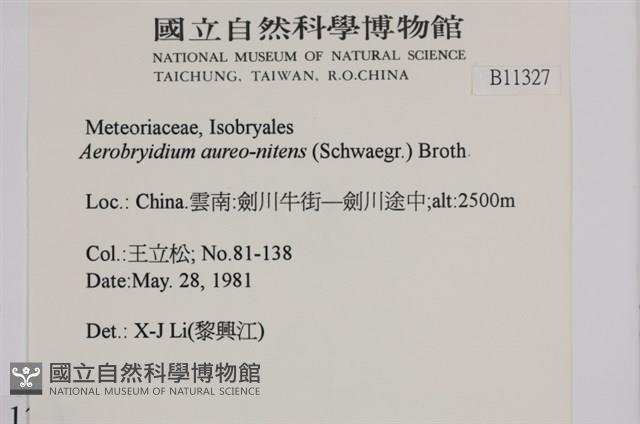 國立自然科學博物館
NATIONAL MUSEUM OF NATURAL SCIENCE
TAICHUNG, TAIWAN, R.O.CHINA
B11327
Meteoriaceae, Isobryales
Aerobryidium aureo-nitens (Schwaegr.) Broth.
Loc.: China.雲南:劍川牛街—劍川途中;alt:2500m
Col.:王立松; No.81-138
Date:May. 28, 1981
Det.: X-J Li(黎興江)
國立自然科學博物館
NATIONAL MUSEUM OF NATURAL SCIENCE